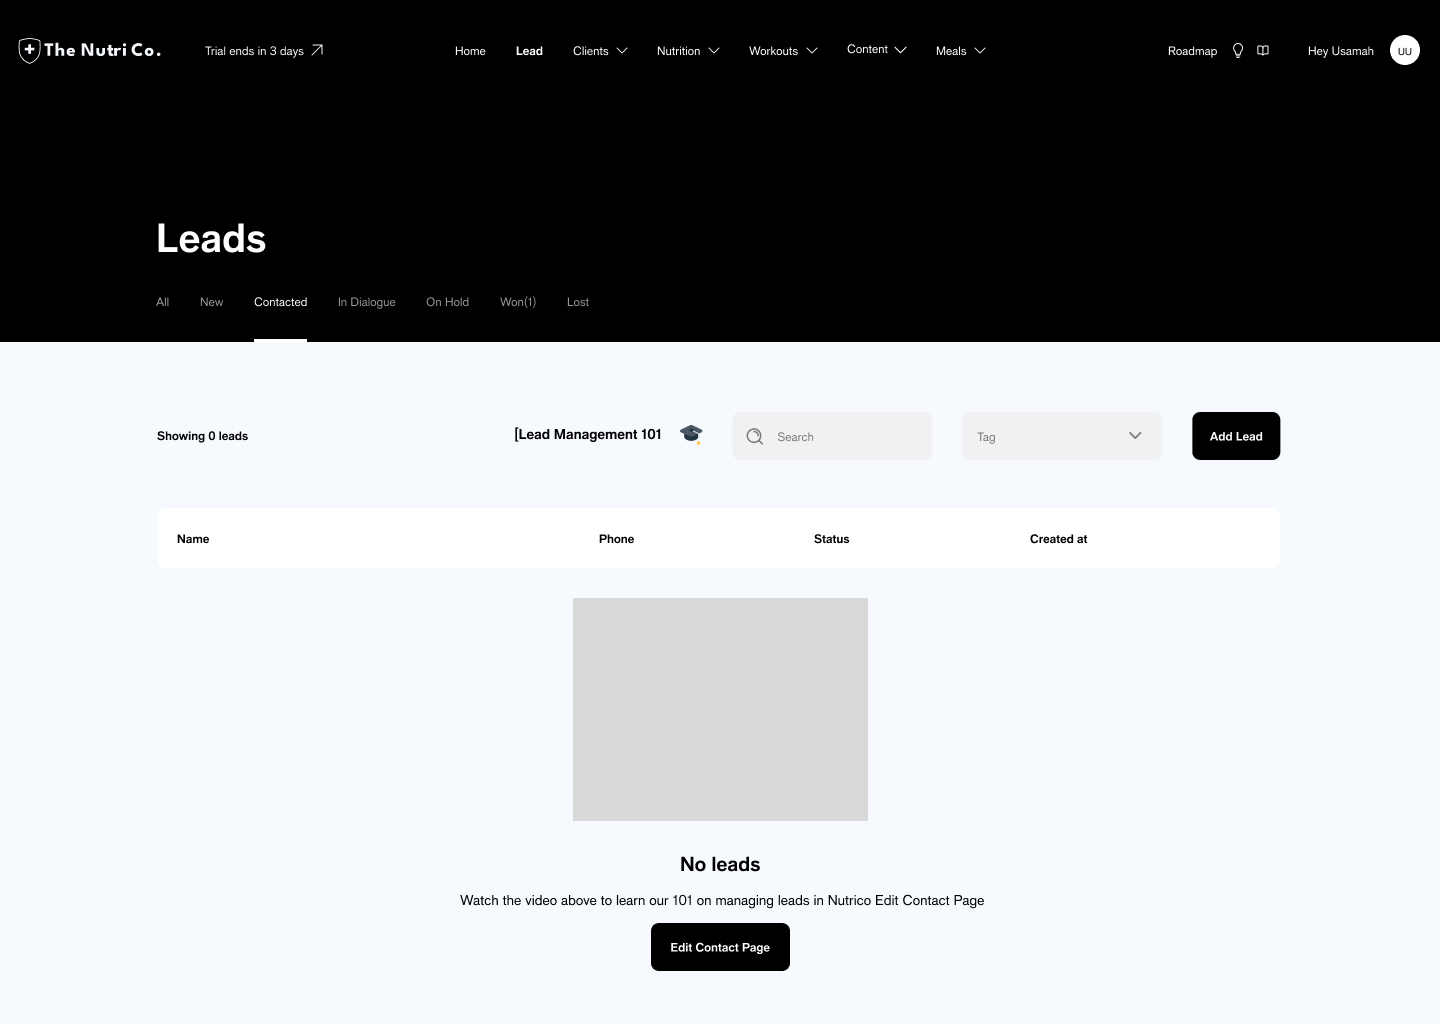 The Nutri Co.
Trial ends in 3 days
Home
Lead
Clients
Nutrition
Workouts
Content
Meals
Roadmap
Hey Usamah
UU
Leads
All
New
Contacted
In Dialogue
On Hold
Won(1)
Lost
Showing 0 leads
[Lead Management 101
Search
Tag
Add Lead
Name
Phone
Status
Created at
No leads
Watch the video above to learn our 101 on managing leads in Nutrico Edit Contact Page
Edit Contact Page